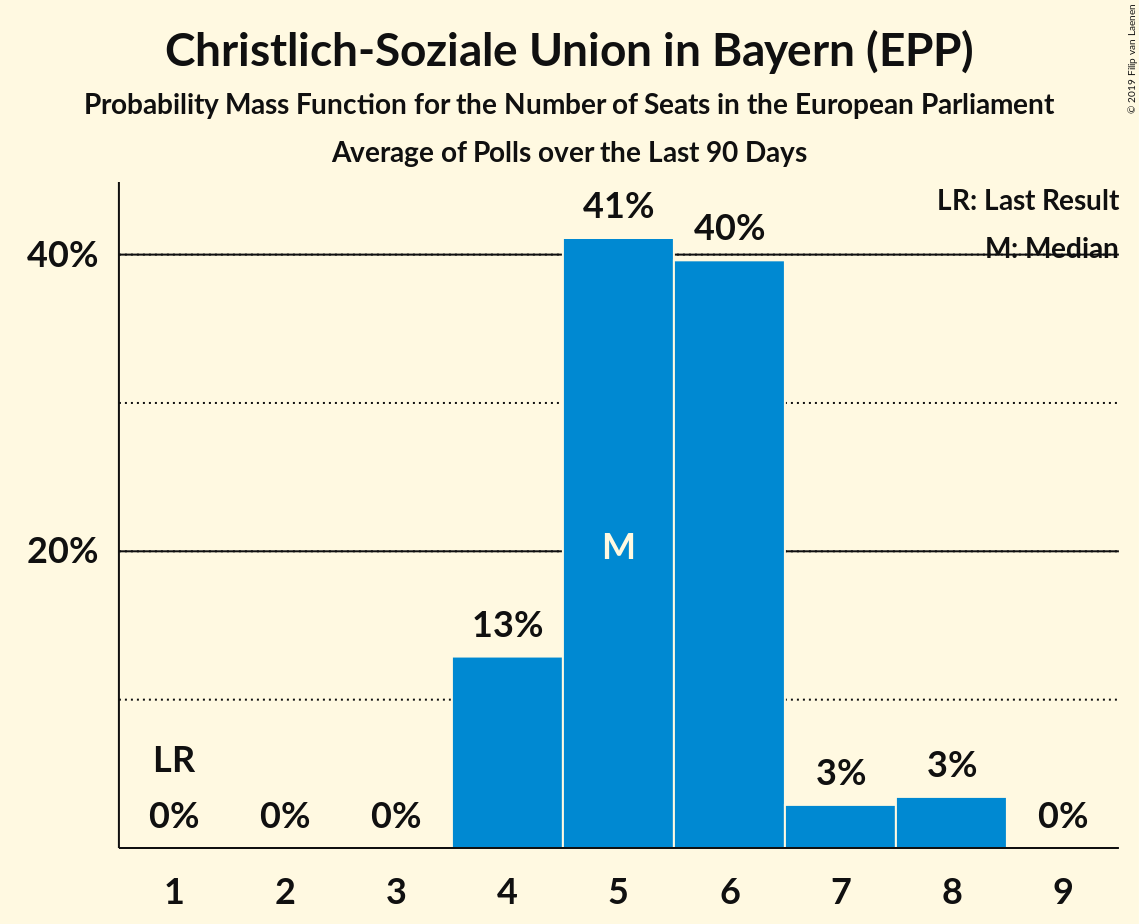 Christlich-Soziale Union in Bayern (EPP)
Probability Mass Function for the Number of Seats in the European Parliament
Average of Polls over the Last 90 Days
© 2019 Filip van Laenen
LR: Last Result
M: Median
41%
40%
40%
M
20%
13%
LR
3%
3%
0%
0%
0%
0%
1 2 3 4 5 6 7 8 9